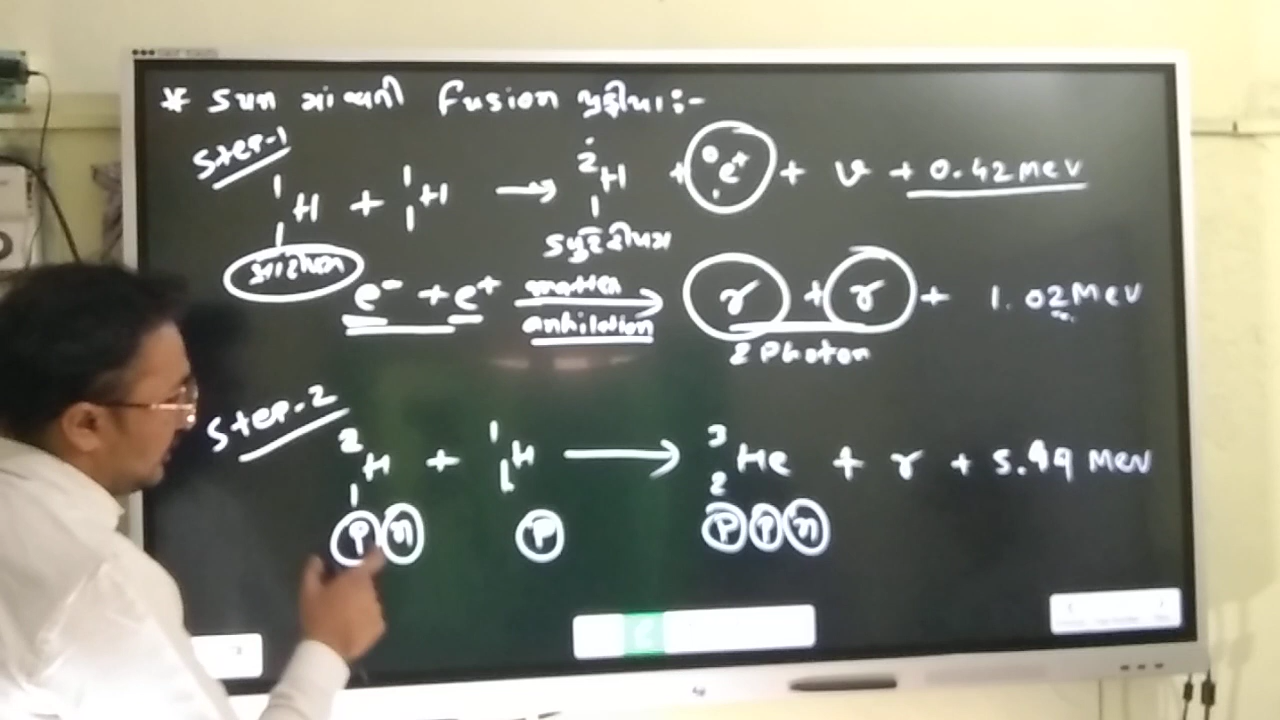 * સૂર્ય માં થતી fusion પ્રક્રીયા :-
Step-1
¹₁H + ¹₁H → ²₁H + ⁰₁e⁺ + ν + 0.42 MeV
પ્રોટોન
ડ્યુટેરીયમ
e⁻ + e⁺ matter anhilation → γ + γ + 1.02 MeV
2 Photon
Step-2
²₁H + ¹₁H → ³₂He + γ + 5.49 MeV
P n P P P n